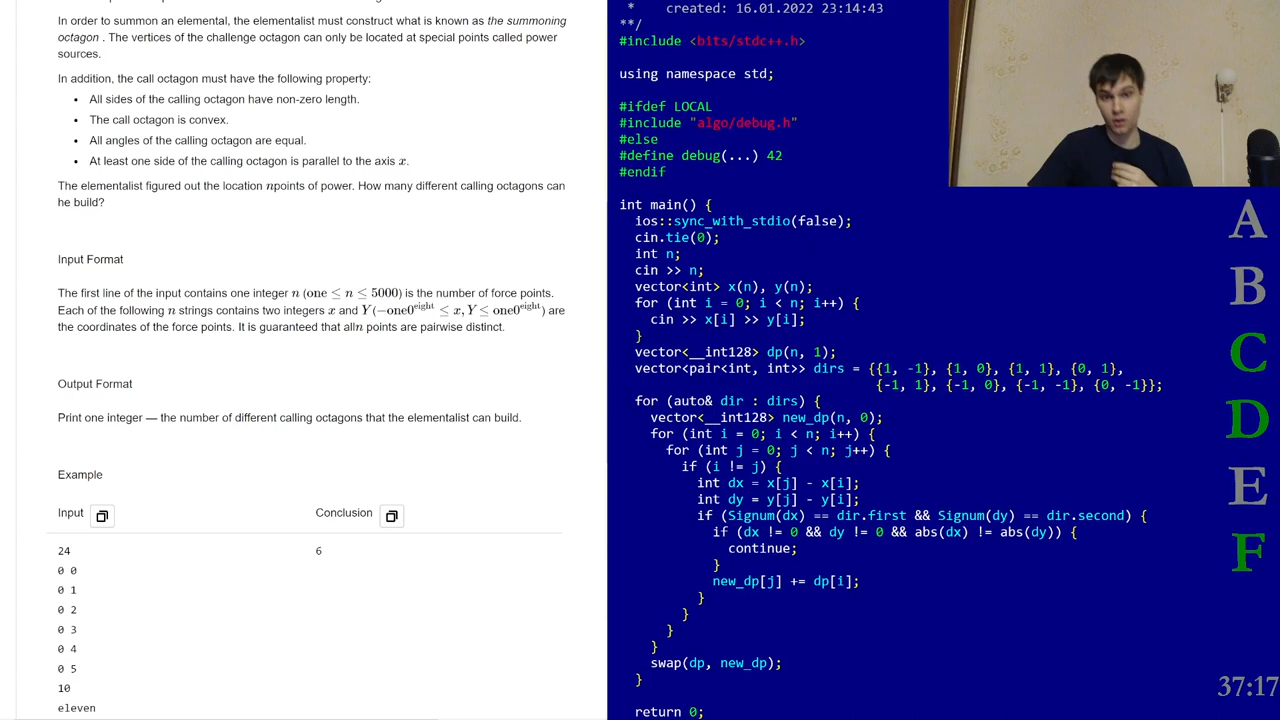 In order to summon an elemental, the elementalist must construct what is known as the summoning
octagon . The vertices of the challenge octagon can only be located at special points called power
sources.
In addition, the call octagon must have the following property:
• All sides of the calling octagon have non-zero length.
• The call octagon is convex.
• All angles of the calling octagon are equal.
• At least one side of the calling octagon is parallel to the axis x.
The elementalist figured out the location npoints of power. How many different calling octagons can
he build?
Input Format
The first line of the input contains one integer n (one ≤ n ≤ 5000) is the number of force points.
Each of the following n strings contains two integers x and Y (−one0^eight ≤ x, Y ≤ one0^eight) are
the coordinates of the force points. It is guaranteed that alln points are pairwise distinct.
Output Format
Print one integer — the number of different calling octagons that the elementalist can build.
Example
Input
Conclusion
24
6
0 0
0 1
0 2
0 3
0 4
0 5
10
eleven
*    created: 16.01.2022 23:14:43
**/
#include <bits/stdc++.h>
using namespace std;
#ifdef LOCAL
#include "algo/debug.h"
#else
#define debug(...) 42
#endif
int main() {
  ios::sync_with_stdio(false);
  cin.tie(0);
  int n;
  cin >> n;
  vector<int> x(n), y(n);
  for (int i = 0; i < n; i++) {
    cin >> x[i] >> y[i];
  }
  vector<__int128> dp(n, 1);
  vector<pair<int, int>> dirs = {{1, -1}, {1, 0}, {1, 1}, {0, 1},
                                 {-1, 1}, {-1, 0}, {-1, -1}, {0, -1}};
  for (auto& dir : dirs) {
    vector<__int128> new_dp(n, 0);
    for (int i = 0; i < n; i++) {
      for (int j = 0; j < n; j++) {
        if (i != j) {
          int dx = x[j] - x[i];
          int dy = y[j] - y[i];
          if (Signum(dx) == dir.first && Signum(dy) == dir.second) {
            if (dx != 0 && dy != 0 && abs(dx) != abs(dy)) {
              continue;
            }
            new_dp[j] += dp[i];
          }
        }
      }
    }
    swap(dp, new_dp);
  }
  return 0;
A
B
C
D
E
F
37:17